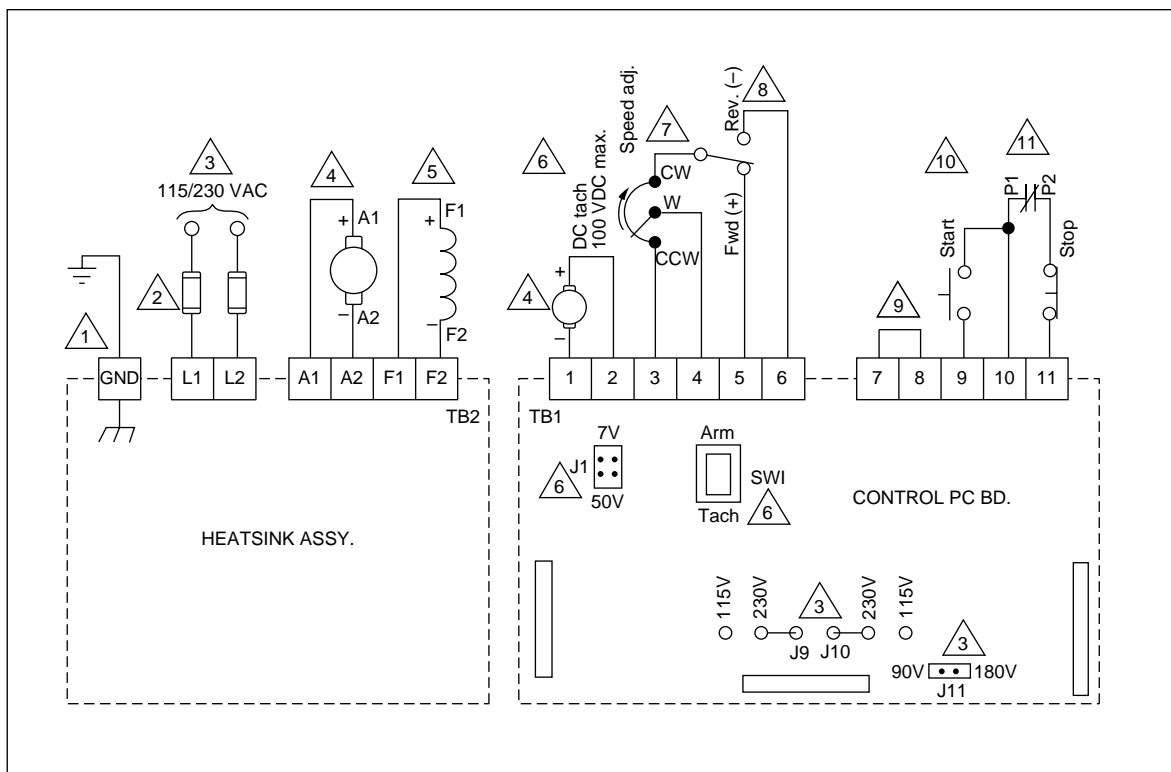 3
115/230 VAC
2
1
4
+
A1
–
A2
5
F1
+
–
F2
6
DC tach
100 VDC max.
4
+
–
Speed adj.
7
CW
W
CCW
Rev. (–)
8
Fwd (+)
9
10
Start
11
P1
P2
Stop
GND
L1 L2
A1 A2 F1 F2
TB2
1 2 3 4 5 6
TB1
7 8 9 10 11
HEATSINK ASSY.
7V
J1
6
50V
Arm
SWI
Tach
6
CONTROL PC BD.
115V
230V
3
230V
115V
J9 J10
3
90V 180V
J11